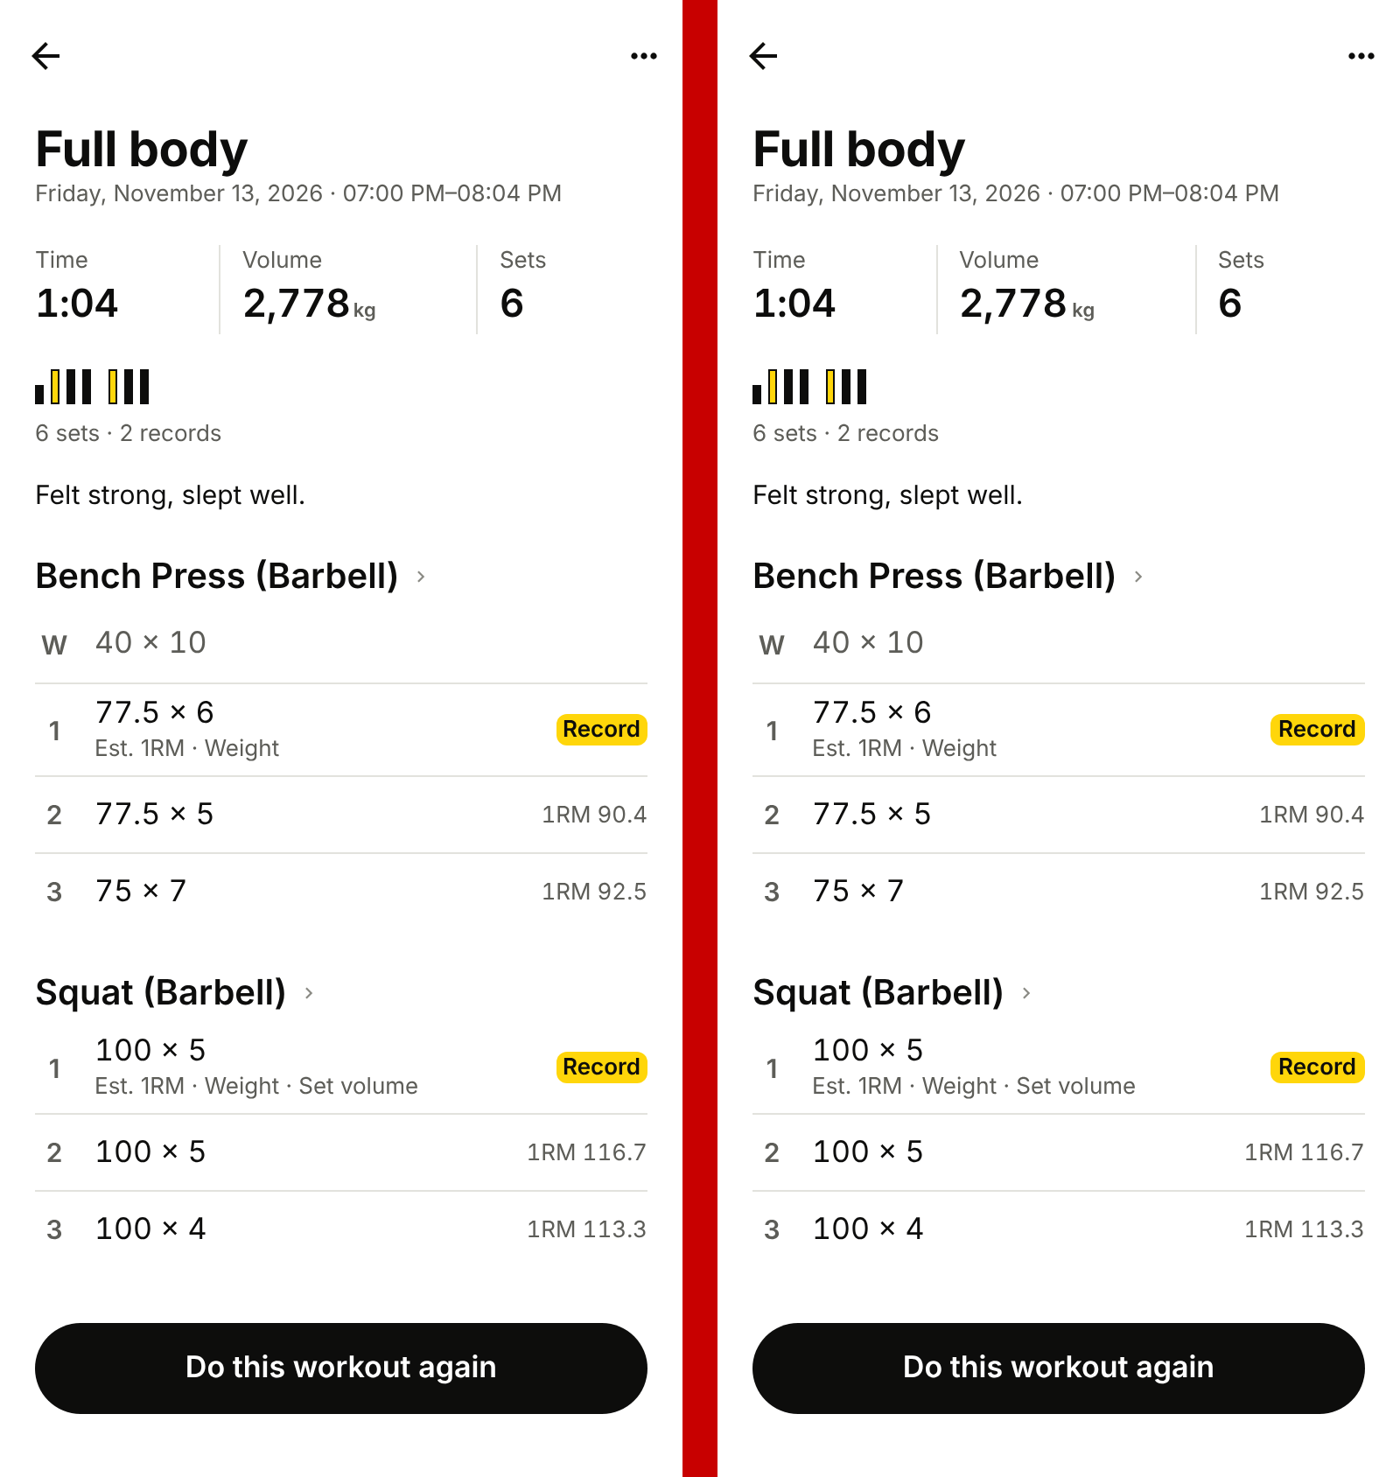 Full body
Friday, November 13, 2026 · 07:00 PM–08:04 PM
Time Volume Sets
1:04 2,778 kg 6
6 sets · 2 records
Felt strong, slept well.
Bench Press (Barbell)
W 40 × 10
1 77.5 × 6 Record
Est. 1RM · Weight
2 77.5 × 5 1RM 90.4
3 75 × 7 1RM 92.5
Squat (Barbell)
1 100 × 5 Record
Est. 1RM · Weight · Set volume
2 100 × 5 1RM 116.7
3 100 × 4 1RM 113.3
Do this workout again
Full body
Friday, November 13, 2026 · 07:00 PM–08:04 PM
Time Volume Sets
1:04 2,778 kg 6
6 sets · 2 records
Felt strong, slept well.
Bench Press (Barbell)
W 40 × 10
1 77.5 × 6 Record
Est. 1RM · Weight
2 77.5 × 5 1RM 90.4
3 75 × 7 1RM 92.5
Squat (Barbell)
1 100 × 5 Record
Est. 1RM · Weight · Set volume
2 100 × 5 1RM 116.7
3 100 × 4 1RM 113.3
Do this workout again